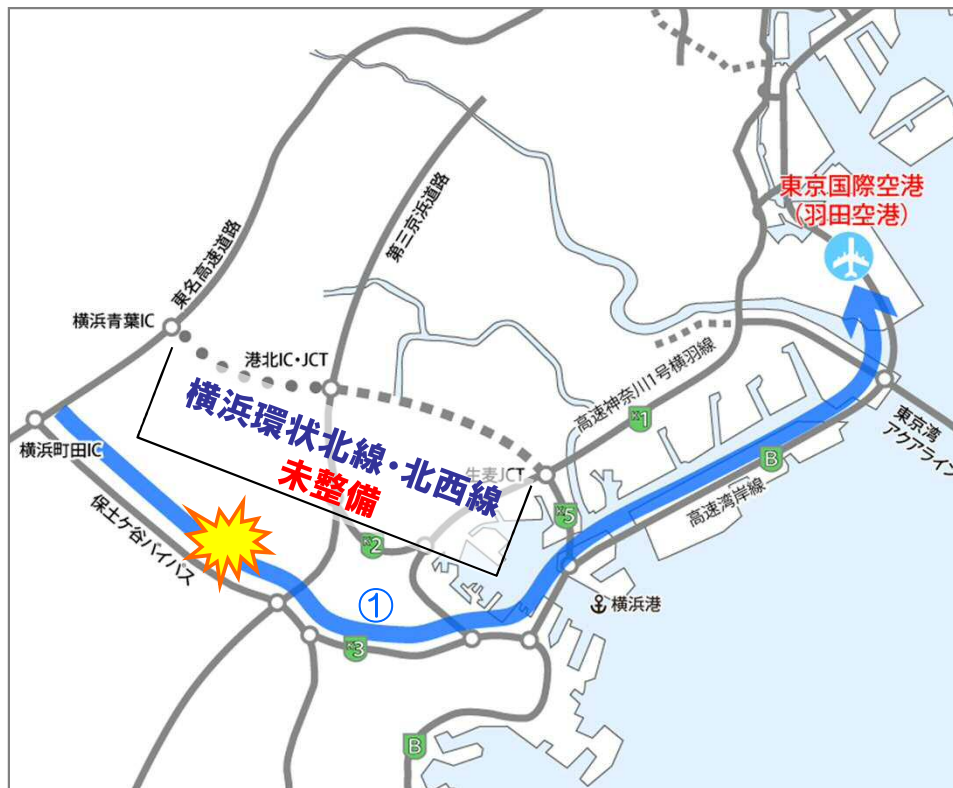 東京国際空港
(羽田空港)
東名高速道路
第三京浜道路
横浜青葉IC
港北IC・JCT
高速神奈川1号横羽線
K1
横浜環状北線・北西線
未整備
生麦JCT
横浜町田IC
保土ヶ谷バイパス
東京湾
アクアライン
B
高速湾岸線
K5
K2
①
横浜港
K3
B